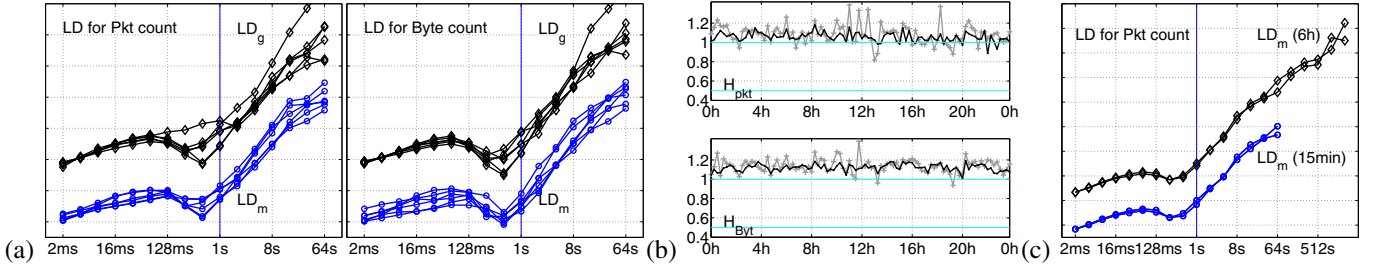 LD for Pkt count
LD_g
LD_m
2ms 16ms 128ms 1s 8s 64s
(a)
LD for Byte count
LD_g
LD_m
2ms 16ms 128ms 1s 8s 64s
1.2
1
0.8
0.6
0.4
H_pkt
0h 4h 8h 12h 16h 20h 0h
1.2
1
0.8
0.6
0.4
H_Byt
0h 4h 8h 12h 16h 20h 0h
(b)
LD for Pkt count
LD_m (6h)
LD_m (15min)
2ms 16ms 128ms 1s 8s 64s 512s
(c)